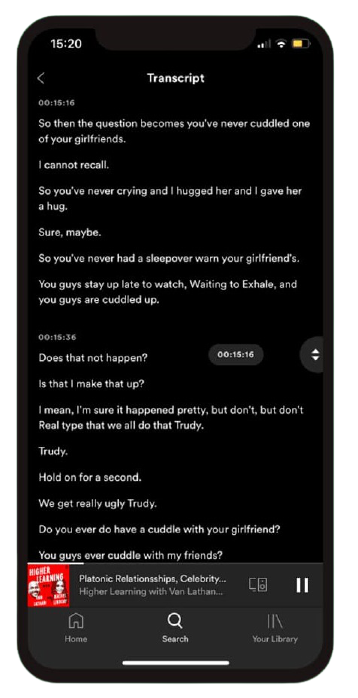 15:20
Transcript
00:15:16
So then the question becomes you've never cuddled one
of your girlfriends.
I cannot recall.
So you've never crying and I hugged her and I gave her
a hug.
Sure, maybe.
So you've never had a sleepover warn your girlfriend's.
You guys stay up late to watch, Waiting to Exhale, and
you guys are cuddled up.
00:15:36
Does that not happen?
00:15:16
Is that I make that up?
I mean, I'm sure it happened pretty, but don't, but don't
Real type that we all do that Trudy.
Trudy.
Hold on for a second.
We get really ugly Trudy.
Do you ever do have a cuddle with your girlfriend?
You guys ever cuddle with my friends?
HIGHER
LEARNING
Platonic Relationsships, Celebrity...
Higher Learning with Van Lathan...
Home
Search
Your Library